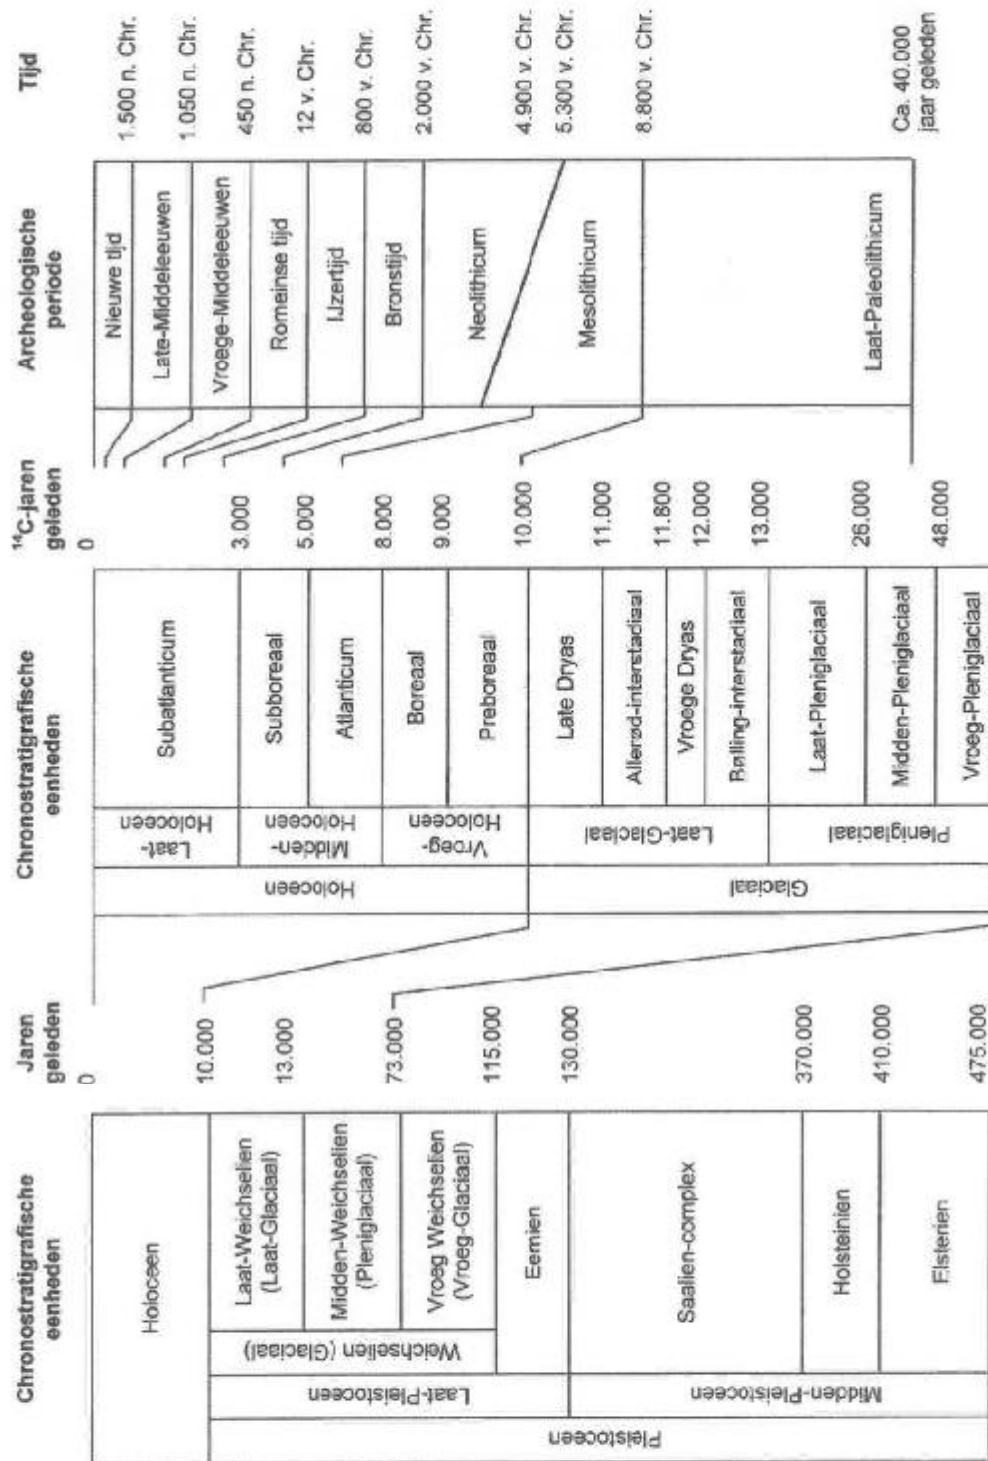 Chronostratigrafische
eenheden
Holoceen
Pleistoceen
Laat-Pleistoceen
Weichselien (Glaciaal)
Laat-Weichselien
(Laat-Glaciaal)
Midden-Weichselien
(Pleniglaciaal)
Vroeg Weichselien
(Vroeg-Glaciaal)
Eemien
Midden-Pleistoceen
Saalien-complex
Holsteinien
Elsterien
Jaren
geleden
0
10.000
13.000
73.000
115.000
130.000
370.000
410.000
475.000
Chronostratigrafische
eenheden
Holoceen
Laat-
Holoceen
Subatlanticum
Midden-
Holoceen
Subboreaal
Atlanticum
Vroeg-
Holoceen
Boreaal
Preboreaal
Glaciaal
Laat-Glaciaal
Late Dryas
Allerød-interstadiaal
Vroege Dryas
Bølling-interstadiaal
Pleniglaciaal
Laat-Pleniglaciaal
Midden-Pleniglaciaal
Vroeg-Pleniglaciaal
¹⁴C-jaren
geleden
0
3.000
5.000
8.000
9.000
10.000
11.000
11.800
12.000
13.000
26.000
48.000
Archeologische
periode
Nieuwe tijd
Late-Middeleeuwen
Vroege-Middeleeuwen
Romeinse tijd
IJzertijd
Bronstijd
Neolithicum
Mesolithicum
Laat-Paleolithicum
Tijd
1.500 n. Chr.
1.050 n. Chr.
450 n. Chr.
12 v. Chr.
800 v. Chr.
2.000 v. Chr.
4.900 v. Chr.
5.300 v. Chr.
8.800 v. Chr.
Ca. 40.000
jaar geleden